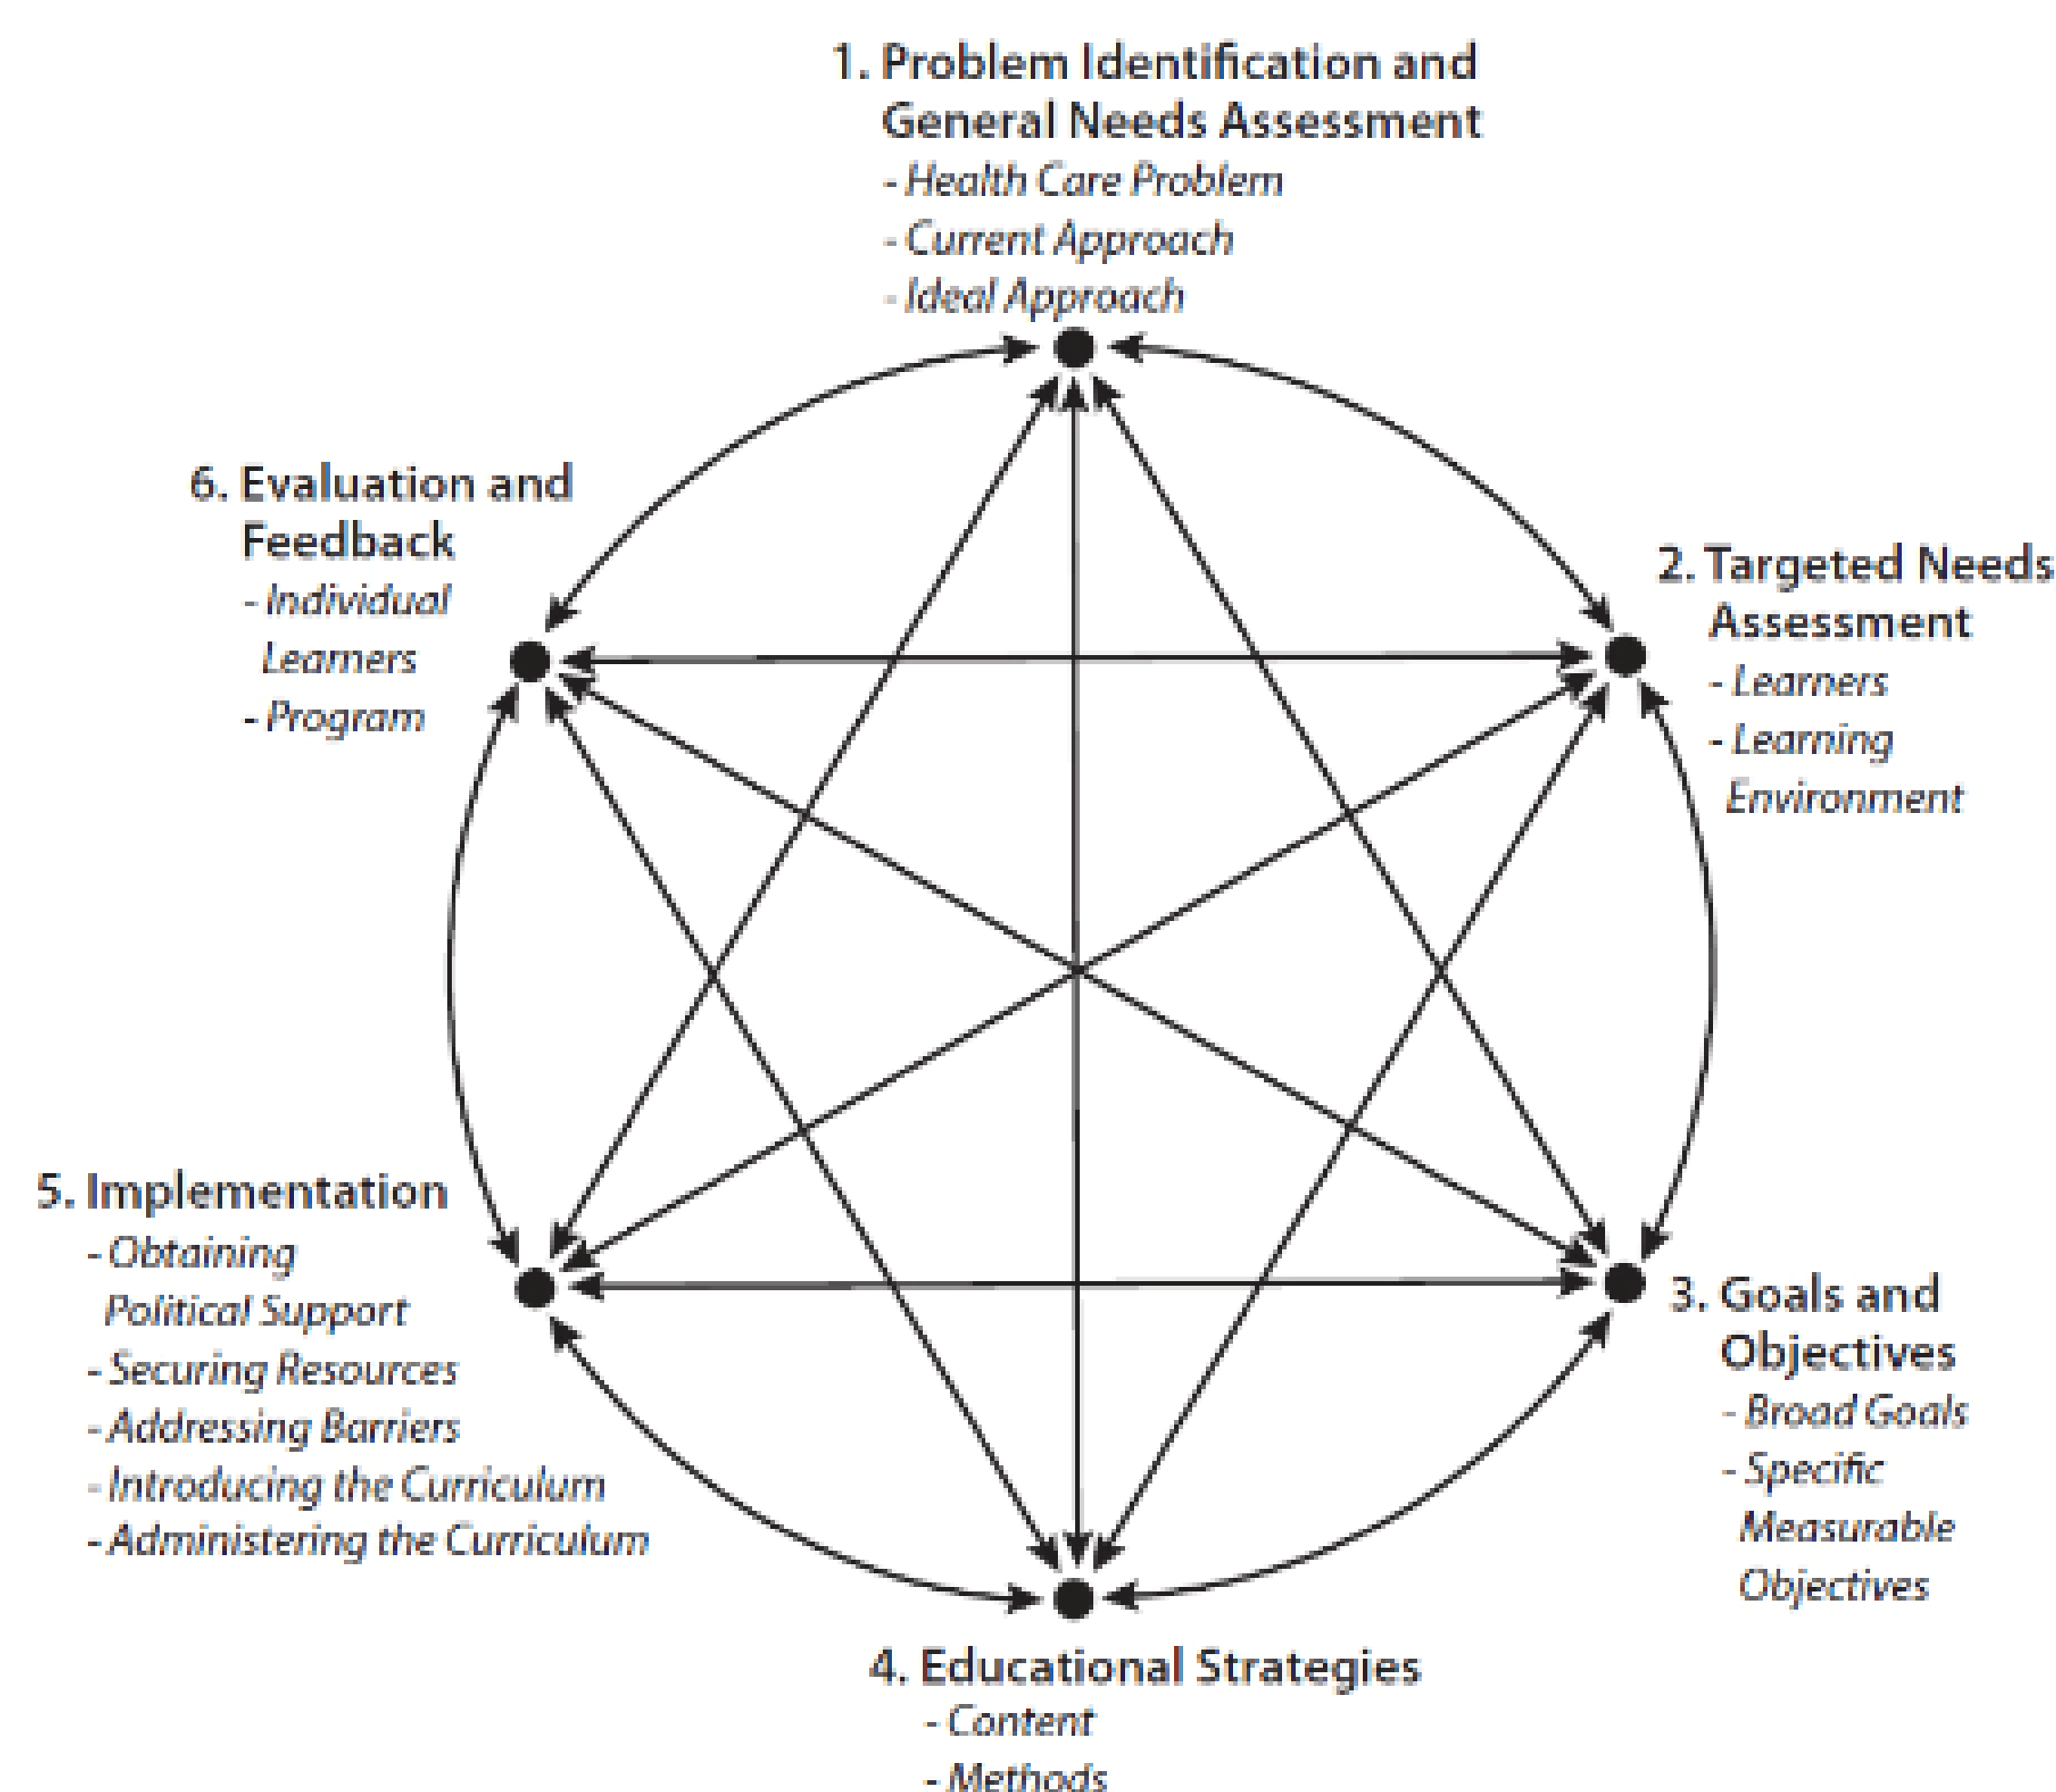 1. Problem Identification and
General Needs Assessment
- Health Care Problem
- Current Approach
- Ideal Approach
2. Targeted Needs
Assessment
- Learners
- Learning
Environment
3. Goals and
Objectives
- Broad Goals
- Specific
Measurable
Objectives
4. Educational Strategies
- Content
- Methods
5. Implementation
- Obtaining
Political Support
- Securing Resources
- Addressing Barriers
- Introducing the Curriculum
- Administering the Curriculum
6. Evaluation and
Feedback
- Individual
Learners
- Program